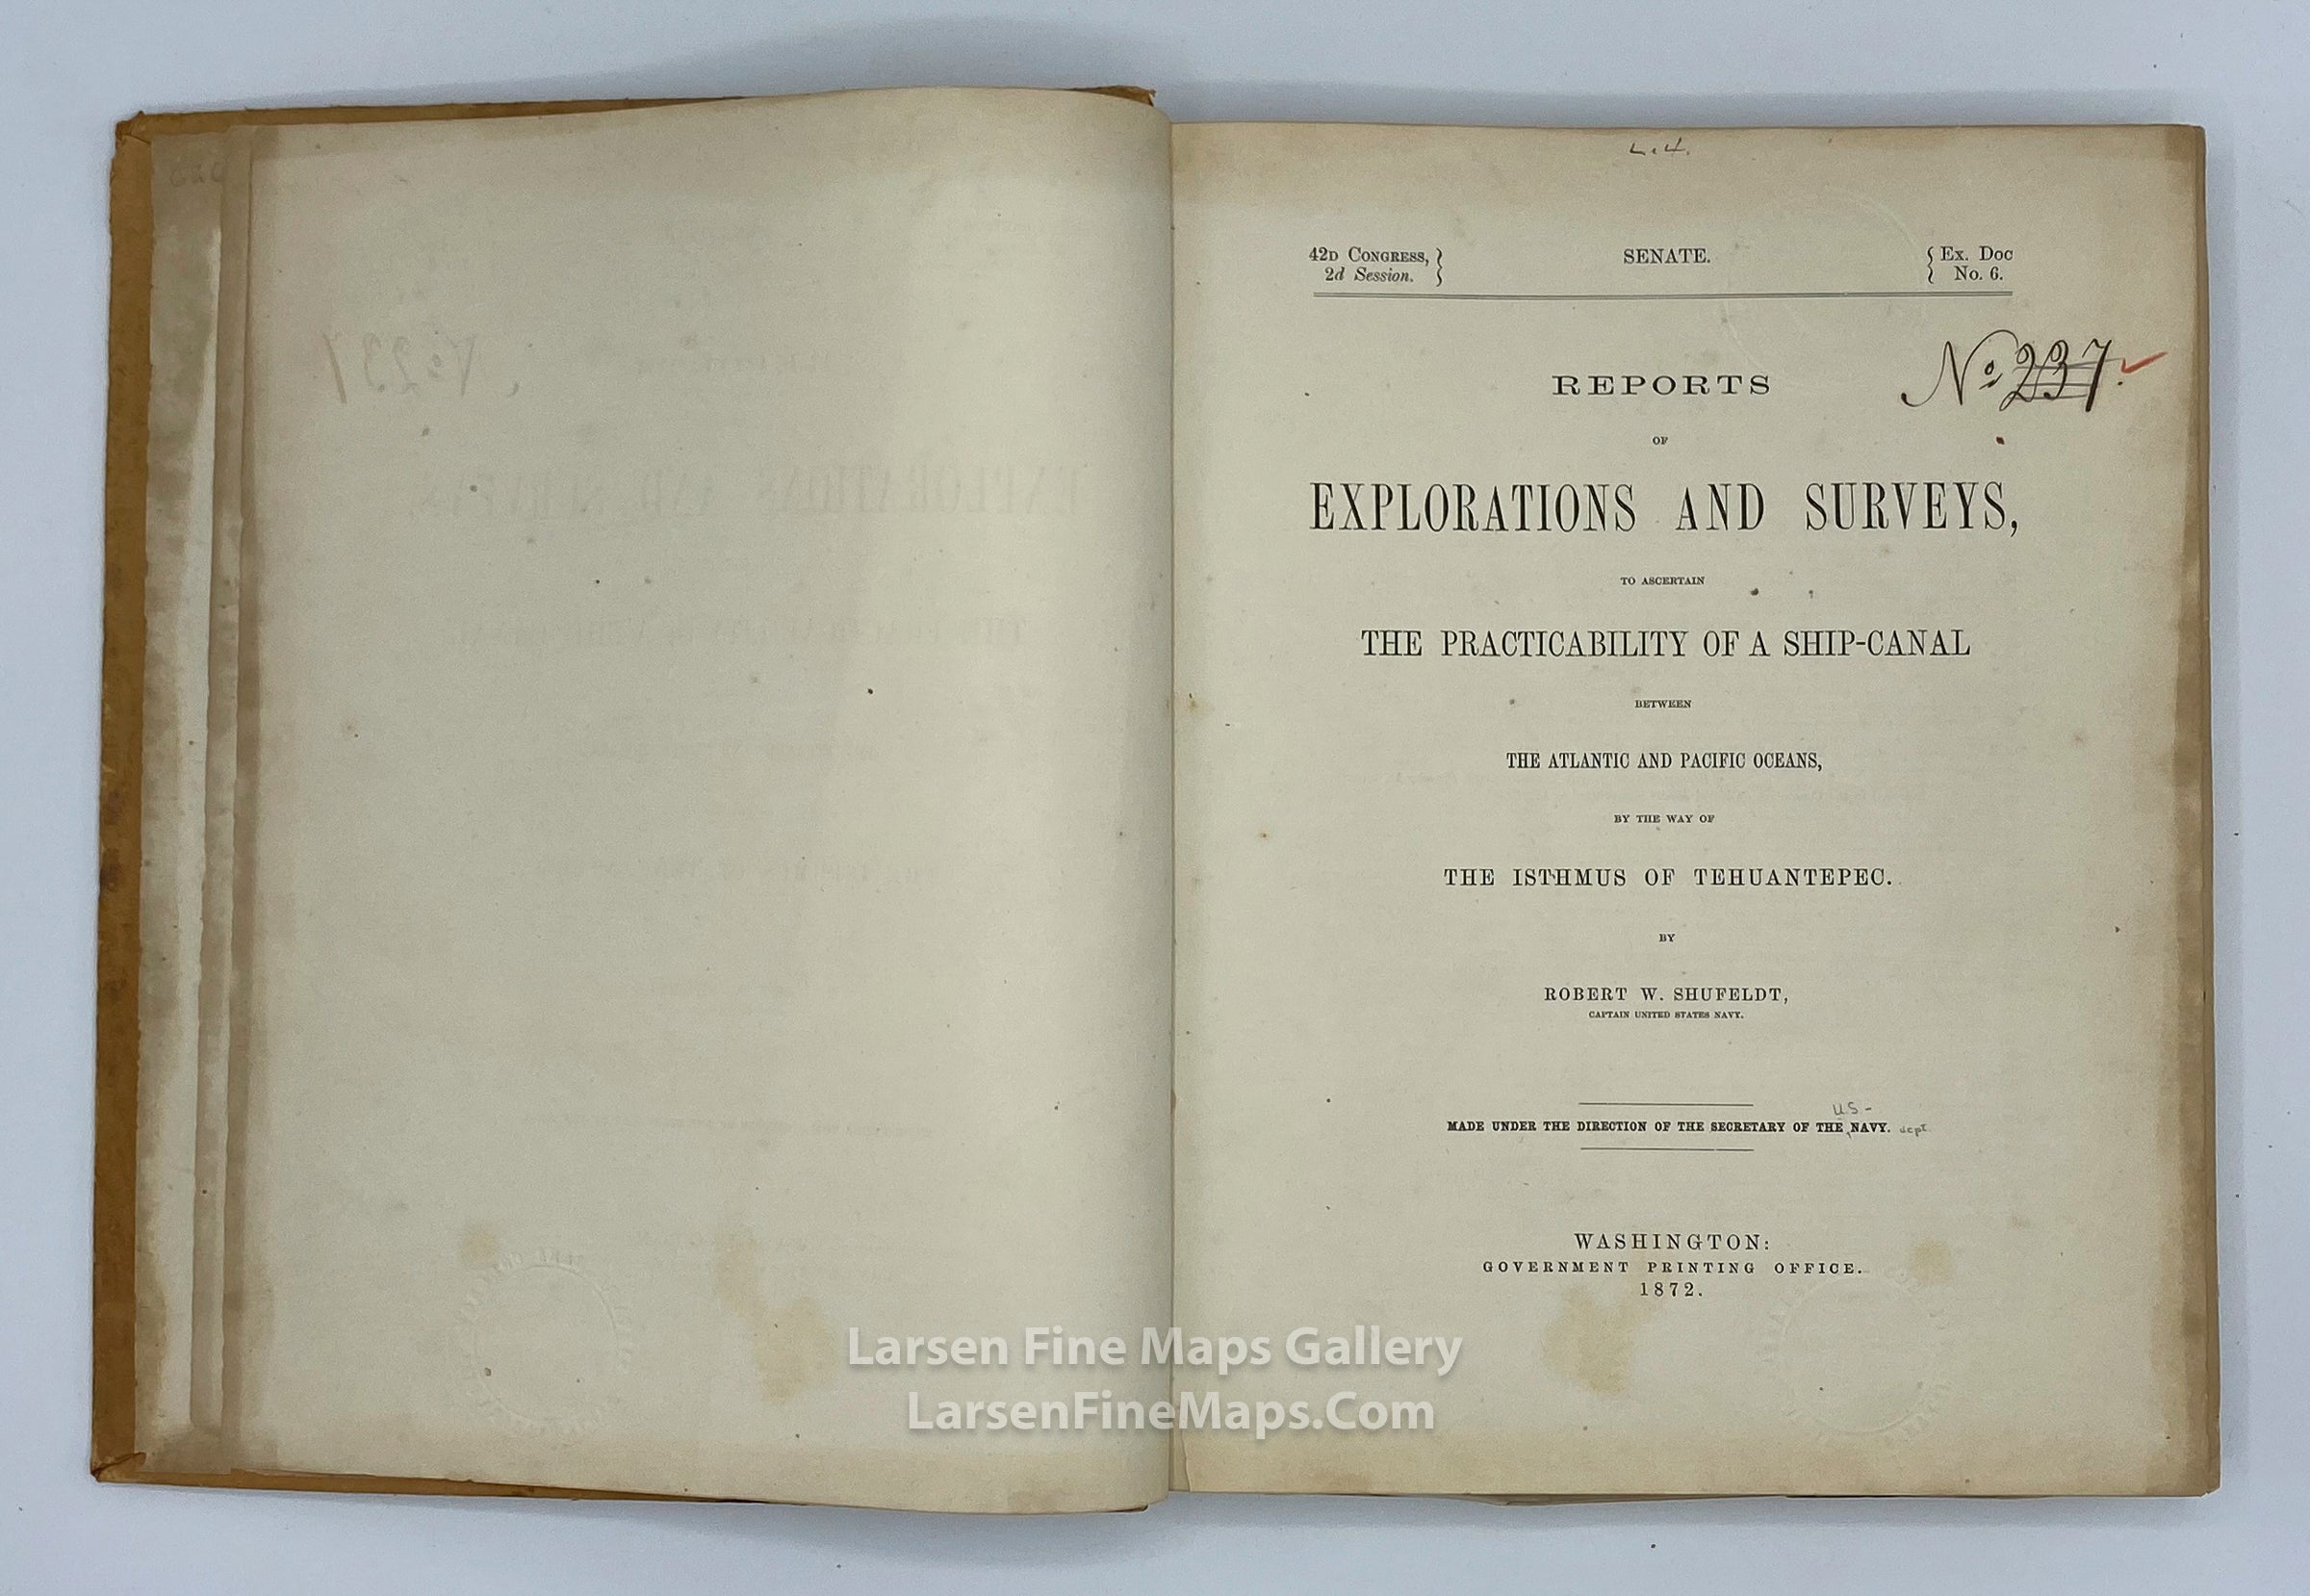 42D CONGRESS,
2d Session.
SENATE.
Ex. Doc
No. 6.
No 237.
REPORTS
OF
EXPLORATIONS AND SURVEYS,
TO ASCERTAIN
THE PRACTICABILITY OF A SHIP-CANAL
BETWEEN
THE ATLANTIC AND PACIFIC OCEANS,
BY THE WAY OF
THE ISTHMUS OF TEHUANTEPEC.
BY
ROBERT W. SHUFELDT,
CAPTAIN UNITED STATES NAVY.
U.S-
MADE UNDER THE DIRECTION OF THE SECRETARY OF THE NAVY. dept
WASHINGTON:
GOVERNMENT PRINTING OFFICE.
1872.
Larsen Fine Maps Gallery
LarsenFineMaps.Com